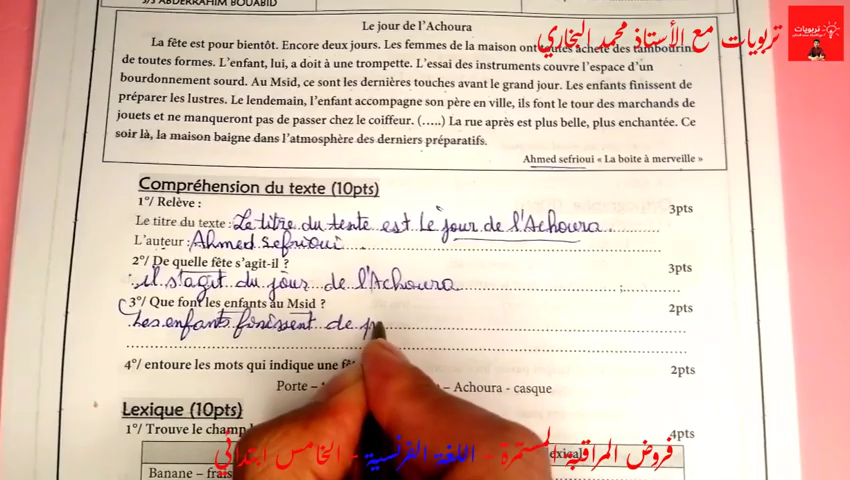 5/5 ABDERRAHIM BOUABID
تربويات مع الأستاذ محمد البخاري
تربويات
Le jour de l'Achoura
La fête est pour bientôt. Encore deux jours. Les femmes de la maison ont toutes acheté des tambourins
de toutes formes. L'enfant, lui, a doit à une trompette. L'essai des instruments couvre l'espace d'un
bourdonnement sourd. Au Msid, ce sont les dernières touches avant le grand jour. Les enfants finissent de
préparer les lustres. Le lendemain, l'enfant accompagne son père en ville, ils font le tour des marchands de
jouets et ne manqueront pas de passer chez le coiffeur. (.....) La rue après est plus belle, plus enchantée. Ce
soir là, la maison baigne dans l'atmosphère des derniers préparatifs.
Ahmed sefrioui « La boite à merveille »
Compréhension du texte (10pts)
1°/ Relève : 3pts
Le titre du texte : Le titre du texte est Le jour de l'Achoura
L'auteur : Ahmed Sefrioui
2°/ De quelle fête s'agit-il ? 3pts
il s'agit du jour de l'Achoura
3°/ Que font les enfants au Msid ? 2pts
Les enfants finissent de
4°/ entoure les mots qui indique une 2pts
Porte – – Achoura - casque
Lexique (10pts)
1°/ Trouve le champ 4pts
Banane –
فروض المراقبة المستمرة - اللغة الفرنسية - الخامس ابتدائي